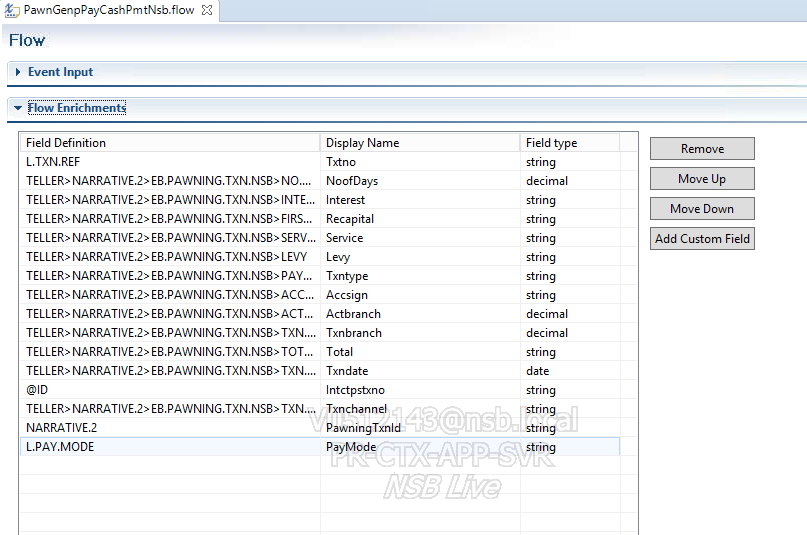 PawnGenpPayCashPmtNsb.flow
Flow
Event Input
Flow Enrichments
Field Definition Display Name Field type
L.TXN.REF Txtno string
TELLER>NARRATIVE.2>EB.PAWNING.TXN.NSB>NO.... NoofDays decimal
TELLER>NARRATIVE.2>EB.PAWNING.TXN.NSB>INTE... Interest string
TELLER>NARRATIVE.2>EB.PAWNING.TXN.NSB>FIRS... Recapital string
TELLER>NARRATIVE.2>EB.PAWNING.TXN.NSB>SERV... Service string
TELLER>NARRATIVE.2>EB.PAWNING.TXN.NSB>LEVY Levy string
TELLER>NARRATIVE.2>EB.PAWNING.TXN.NSB>PAY... Txntype string
TELLER>NARRATIVE.2>EB.PAWNING.TXN.NSB>ACC... Accsign string
TELLER>NARRATIVE.2>EB.PAWNING.TXN.NSB>ACT... Actbranch decimal
TELLER>NARRATIVE.2>EB.PAWNING.TXN.NSB>TXN.... Txnbranch decimal
TELLER>NARRATIVE.2>EB.PAWNING.TXN.NSB>TOT... Total string
TELLER>NARRATIVE.2>EB.PAWNING.TXN.NSB>TXN.... Txndate date
@ID Intctpstxno string
TELLER>NARRATIVE.2>EB.PAWNING.TXN.NSB>TXN.... Txnchannel string
NARRATIVE.2 PawningTxnId string
L.PAY.MODE PayMode string
Remove
Move Up
Move Down
Add Custom Field
PR-CTX-APP-SVR
NSB Live